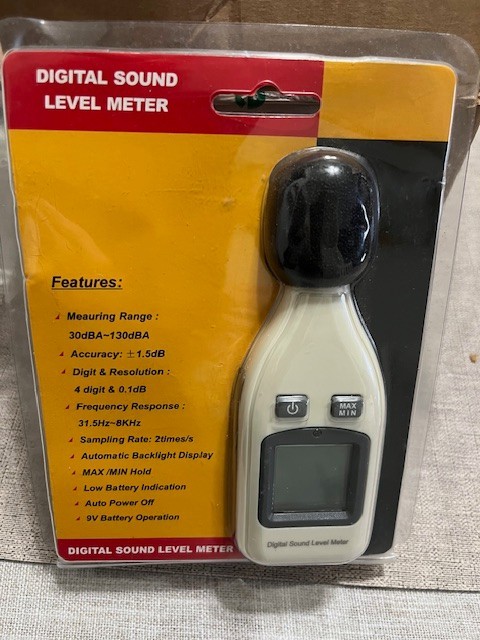 DIGITAL SOUND
LEVEL METER
Features:
Meauring Range :
30dBA~130dBA
Accuracy: ±1.5dB
Digit & Resolution :
4 digit & 0.1dB
Frequency Response :
31.5Hz~8KHz
Sampling Rate: 2times/s
Automatic Backlight Display
MAX /MIN Hold
Low Battery Indication
Auto Power Off
9V Battery Operation
MAX
MIN
Digital Sound Level Meter
DIGITAL SOUND LEVEL METER